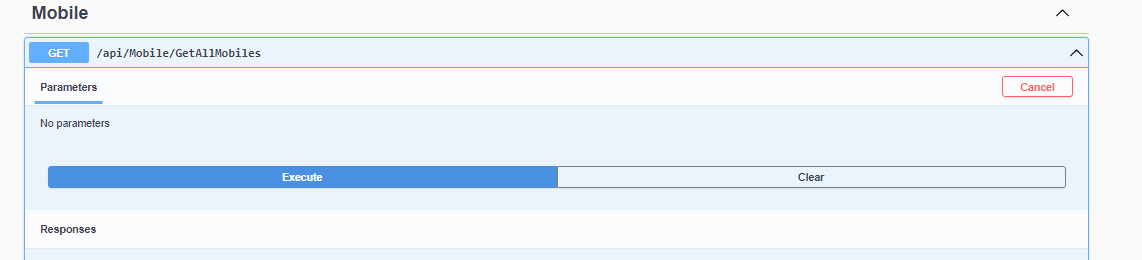 Mobile
GET /api/Mobile/GetAllMobiles
Parameters Cancel
No parameters
Execute Clear
Responses